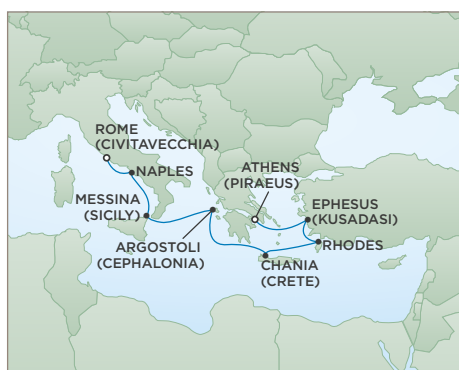 ROME
(CIVITAVECCHIA)
NAPLES
MESSINA
(SICILY)
ARGOSTOLI
(CEPHALONIA)
ATHENS
(PIRAEUS)
EPHESUS
(KUSADASI)
RHODES
CHANIA
(CRETE)